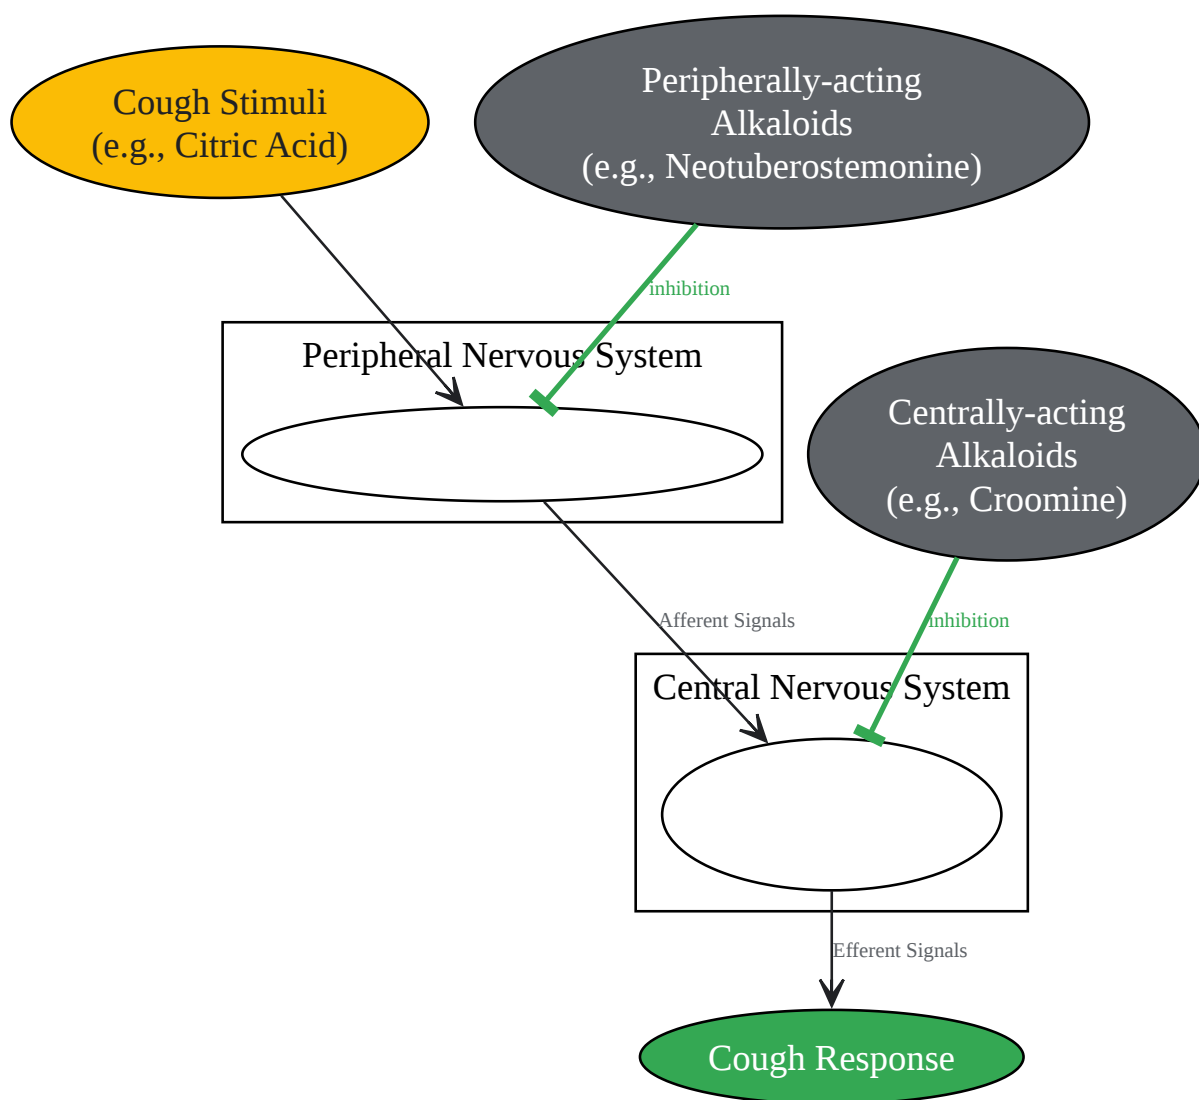 Cough Stimuli
(e.g., Citric Acid)
Peripherally-acting
Alkaloids
(e.g., Neotuberostemonine)
inhibition
Peripheral Nervous System
Centrally-acting
Alkaloids
(e.g., Croomine)
Afferent Signals
inhibition
Central Nervous System
Efferent Signals
Cough Response